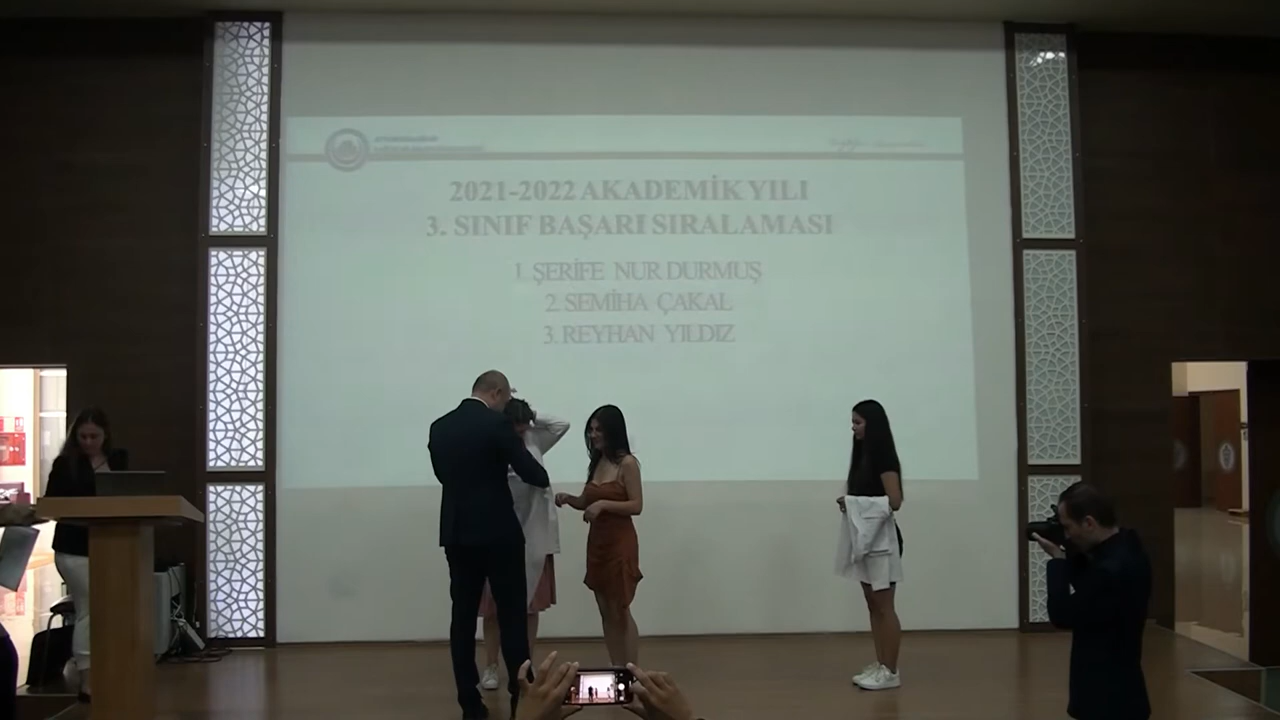 2021-2022 AKADEMİK YILI
3. SINIF BAŞARI SIRALAMASI
1. ŞERİFE NUR DURMUŞ
2. SEMİHA ÇAKAL
3. REYHAN YILDIZ